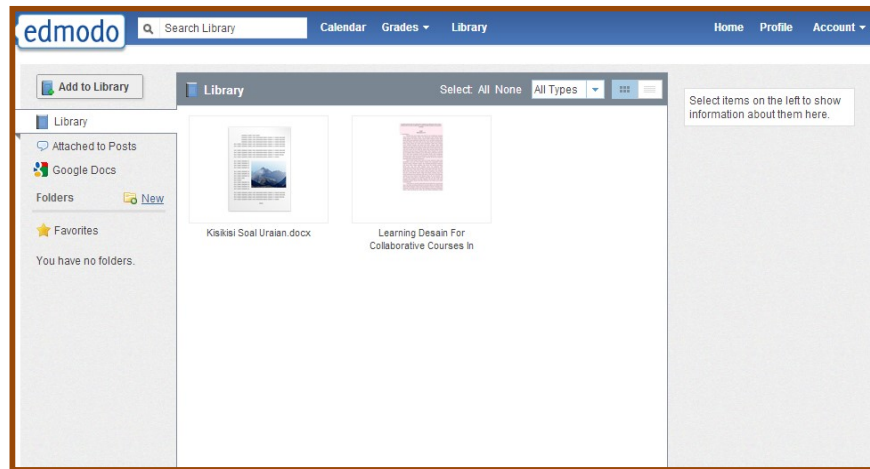 edmodo Search Library Calendar Grades Library Home Profile Account
Add to Library
Library Select: All None All Types
Select items on the left to show
information about them here.
Library
Attached to Posts
Google Docs
Folders New
Favorites
You have no folders.
Kisikisi Soal Uraian.docx
Learning Desain For
Collaborative Courses In